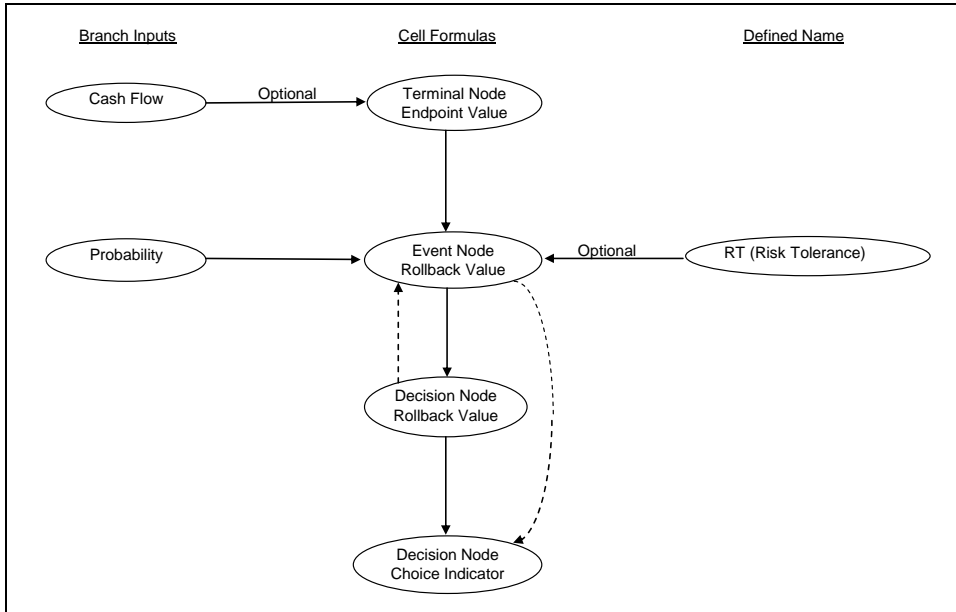 Branch Inputs
Cell Formulas
Defined Name
Cash Flow
Optional
Terminal Node
Endpoint Value
Probability
Event Node
Rollback Value
Optional
RT (Risk Tolerance)
Decision Node
Rollback Value
Decision Node
Choice Indicator